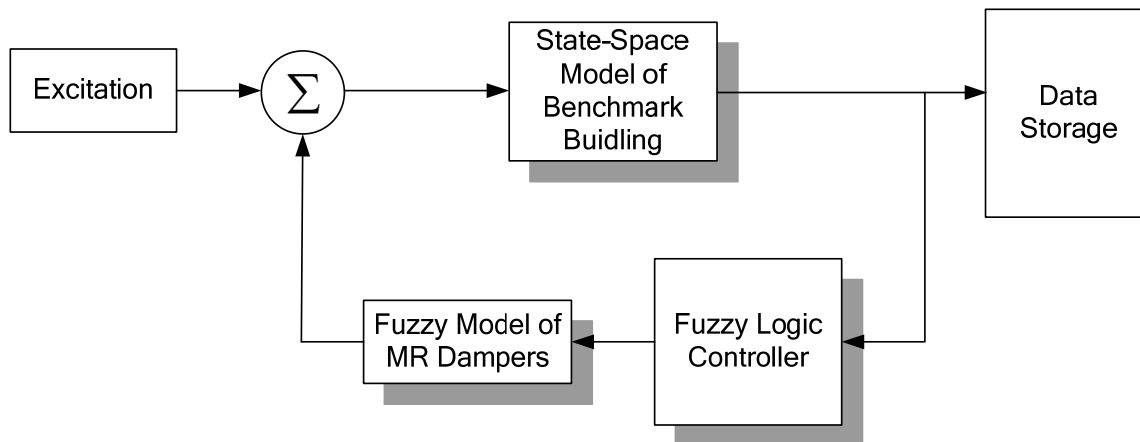 Excitation
Σ
State-Space
Model of
Benchmark
Buidling
Data
Storage
Fuzzy Model of
MR Dampers
Fuzzy Logic
Controller